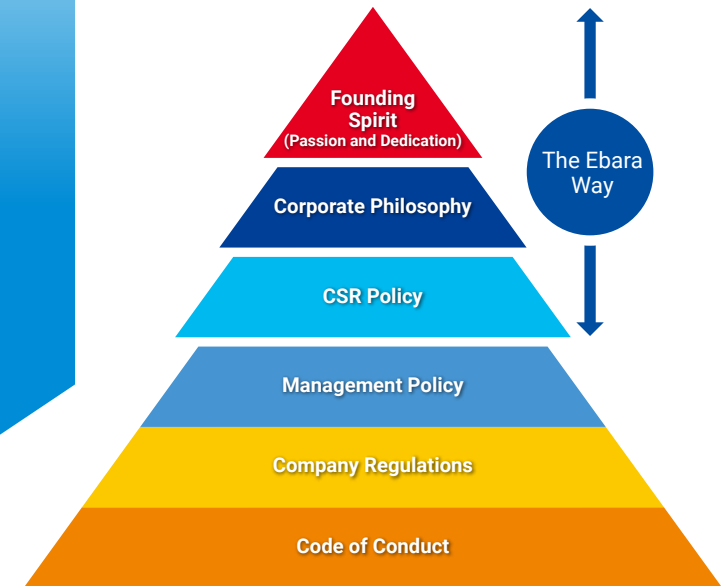 Founding
Spirit
(Passion and Dedication)
The Ebara
Way
Corporate Philosophy
CSR Policy
Management Policy
Company Regulations
Code of Conduct